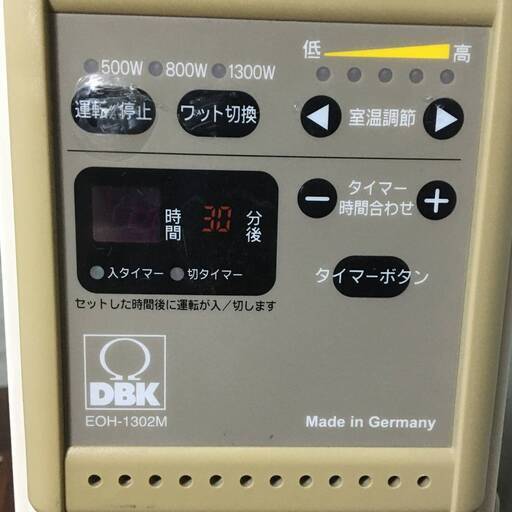 低 高
500W 800W 1300W
運転/停止 ワット切換 室温調節
タイマー
時間合わせ
時間 30 分後
入タイマー 切タイマー
タイマーボタン
セットした時間後に運転が入/切します
DBK
EOH-1302M
Made in Germany